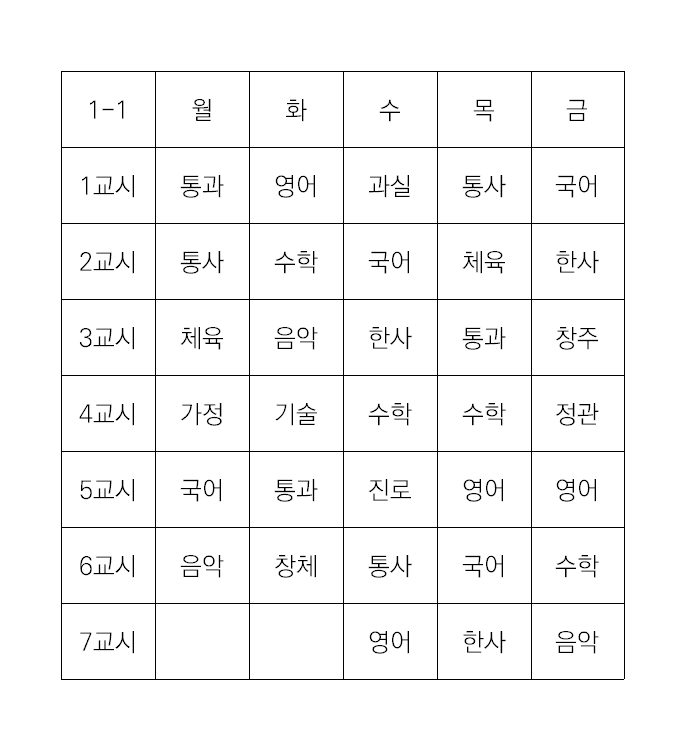 1-1 월 화 수 목 금
1교시 통과 영어 과실 통사 국어
2교시 통사 수학 국어 체육 한사
3교시 체육 음악 한사 통과 창주
4교시 가정 기술 수학 수학 정관
5교시 국어 통과 진로 영어 영어
6교시 음악 창체 통사 국어 수학
7교시 영어 한사 음악